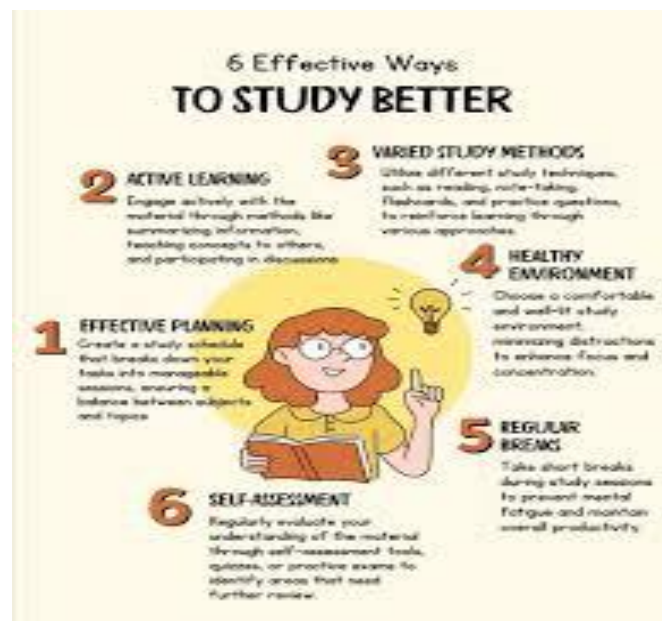 6 Effective Ways
TO STUDY BETTER
1
EFFECTIVE PLANNING
Create a study schedule
that breaks down your
tasks into manageable
sessions, ensuring a
balance between subjects
and topics
2
ACTIVE LEARNING
Engage actively with the
material through methods like
summarizing information,
teaching concepts to others,
and participating in discussions
3
VARIED STUDY METHODS
Utilize different study techniques,
such as reading, note-taking,
flashcards, and practice questions,
to reinforce learning through
various approaches.
4
HEALTHY
ENVIRONMENT
Choose a comfortable
and well-lit study
environment,
minimizing distractions
to enhance focus and
concentration.
5
REGULAR
BREAKS
Take short breaks
during study sessions
to prevent mental
fatigue and maintain
overall productivity.
6
SELF-ASSESSMENT
Regularly evaluate your
understanding of the material
through self-assessment tools,
quizzes, or practice exams to
identify areas that need
further review.